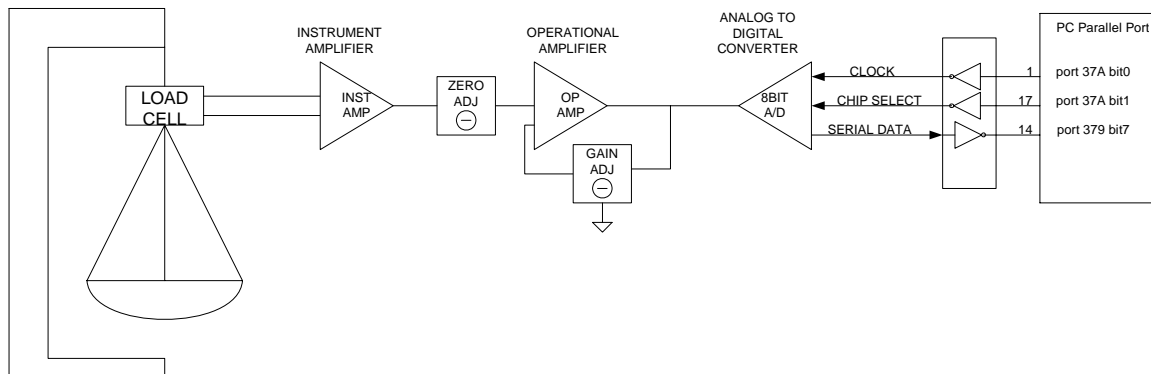 INSTRUMENT
AMPLIFIER
OPERATIONAL
AMPLIFIER
ANALOG TO
DIGITAL
CONVERTER
PC Parallel Port
LOAD
CELL
INST
AMP
ZERO
ADJ
OP
AMP
GAIN
ADJ
8BIT
A/D
CLOCK
1
port 37A bit0
CHIP SELECT
17
port 37A bit1
SERIAL DATA
14
port 379 bit7